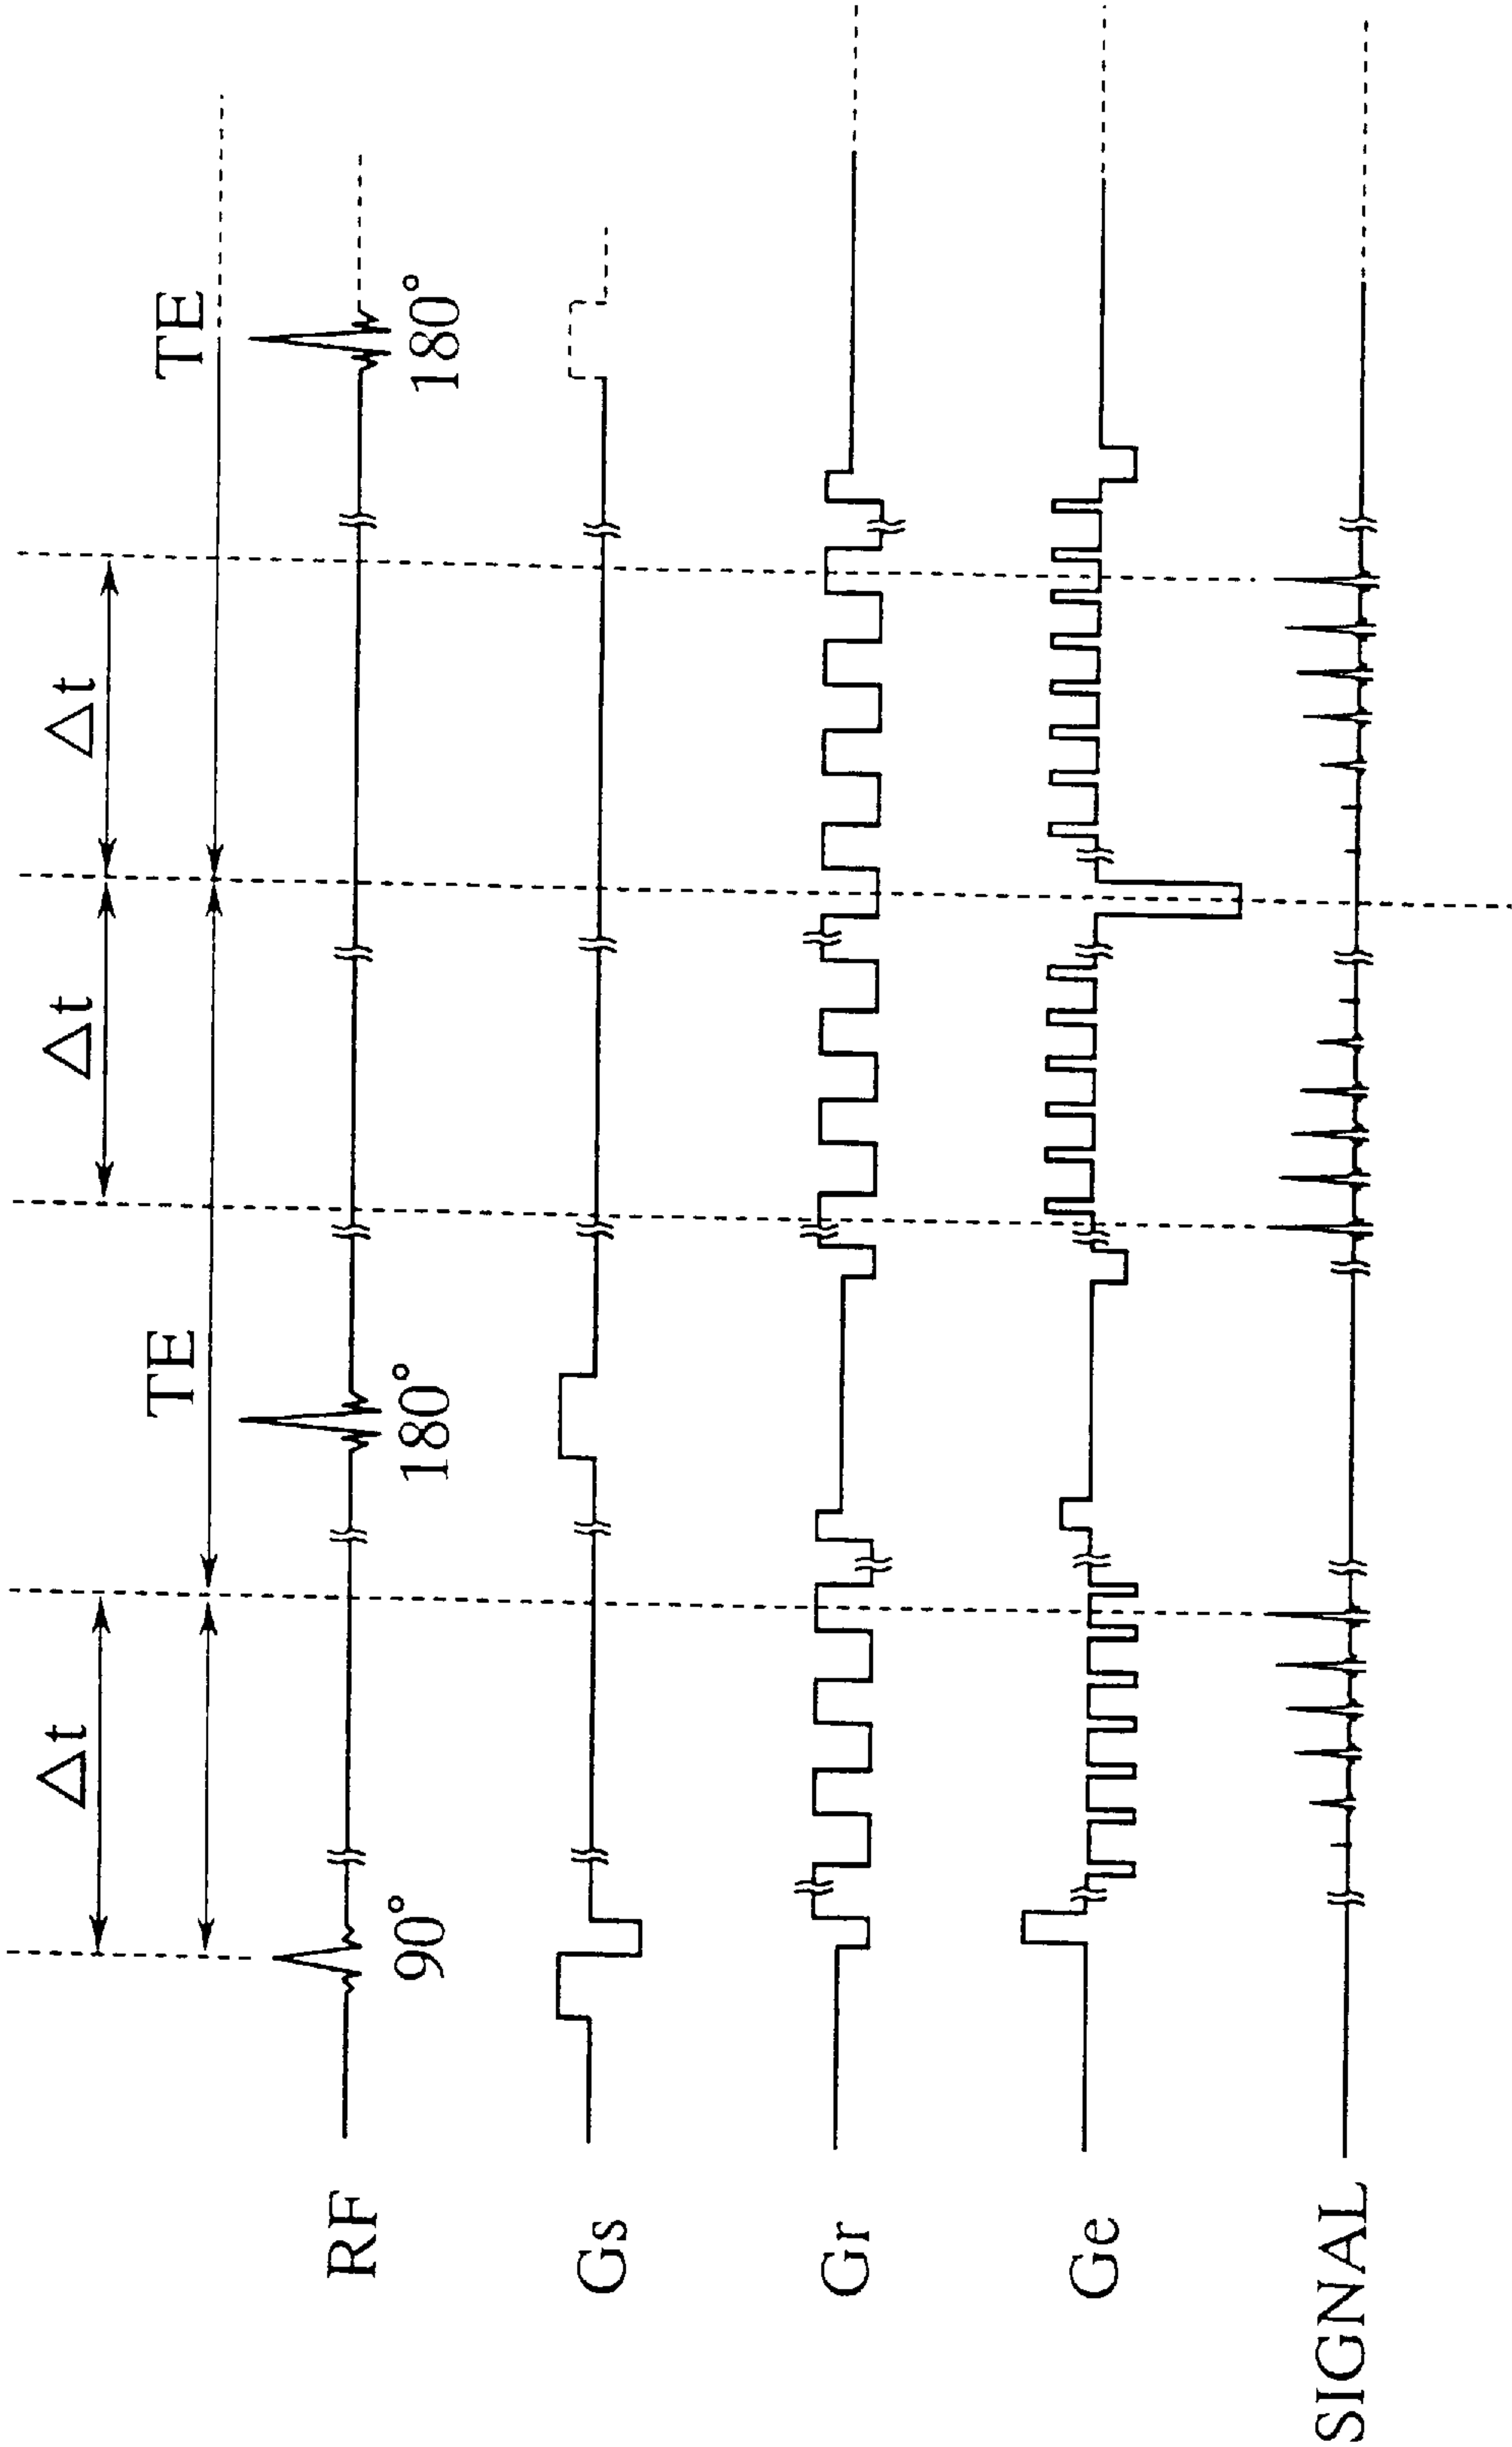 Δt Δt Δt
TE TE
RF
90° 180° 180°
Gs
Gr
Ge
SIGNAL